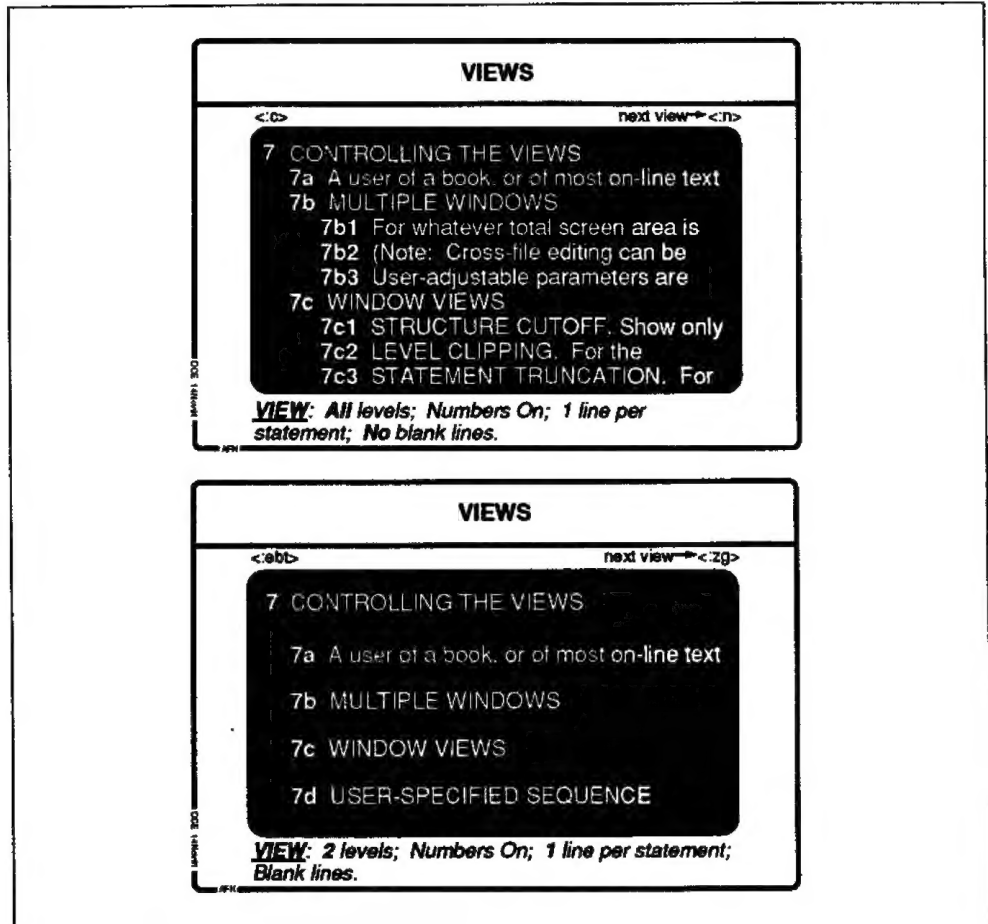 VIEWS
<:c> next view→<:n>
7 CONTROLLING THE VIEWS
7a A user of a book, or of most on-line text
7b MULTIPLE WINDOWS
7b1 For whatever total screen area is
7b2 (Note: Cross-file editing can be
7b3 User-adjustable parameters are
7c WINDOW VIEWS
7c1 STRUCTURE CUTOFF. Show only
7c2 LEVEL CLIPPING. For the
7c3 STATEMENT TRUNCATION. For
VIEW: All levels; Numbers On; 1 line per
statement; No blank lines.
VIEWS
<:ebt> next view→<:zg>
7 CONTROLLING THE VIEWS
7a A user of a book, or of most on-line text
7b MULTIPLE WINDOWS
7c WINDOW VIEWS
7d USER-SPECIFIED SEQUENCE
VIEW: 2 levels; Numbers On; 1 line per statement;
Blank lines.